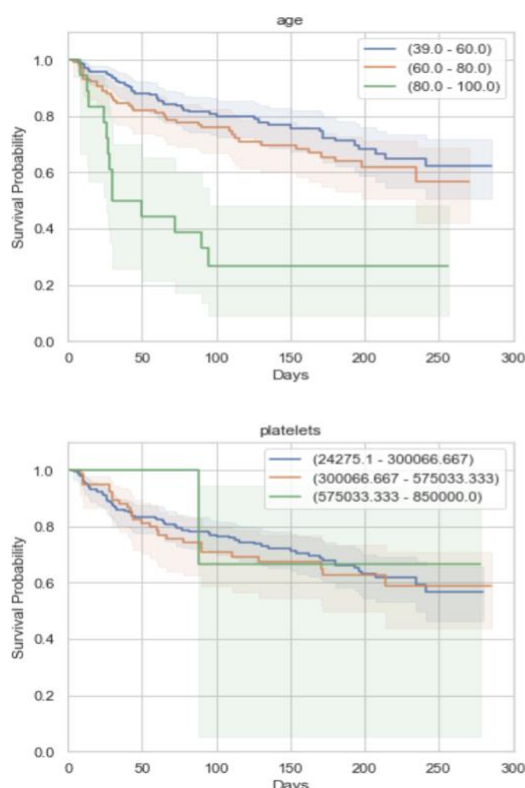 age
(39.0 - 60.0)
(60.0 - 80.0)
(80.0 - 100.0)
1.0
0.8
0.6
0.4
0.2
0.0
Survival Probability
0 50 100 150 200 250 300
Days
platelets
(24275.1 - 300066.667)
(300066.667 - 575033.333)
(575033.333 - 850000.0)
1.0
0.8
0.6
0.4
0.2
0.0
Survival Probability
0 50 100 150 200 250 300
Days